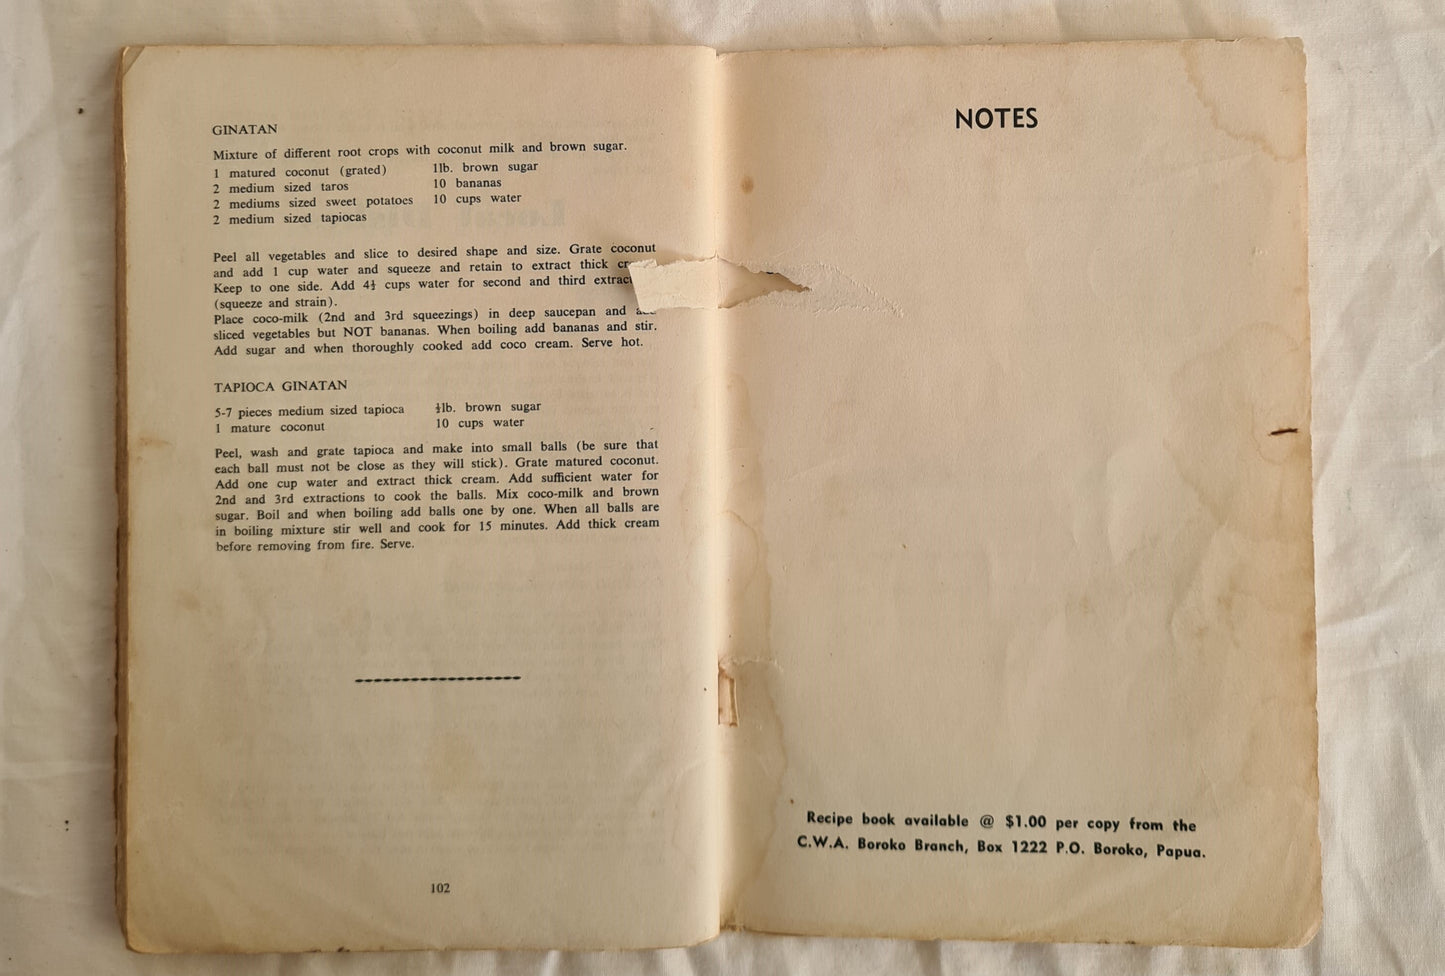 GINATAN
Mixture of different root crops with coconut milk and brown sugar.
1 matured coconut (grated) 1lb. brown sugar
2 medium sized taros 10 bananas
2 mediums sized sweet potatoes 10 cups water
2 medium sized tapiocas
Peel all vegetables and slice to desired shape and size. Grate coconut
and add 1 cup water and squeeze and retain to extract thick
Keep to one side. Add 4½ cups water for second and third
(squeeze and strain).
Place coco-milk (2nd and 3rd squeezings) in deep saucepan and
sliced vegetables but NOT bananas. When boiling add bananas and stir.
Add sugar and when thoroughly cooked add coco cream. Serve hot.
TAPIOCA GINATAN
5-7 pieces medium sized tapioca ½lb. brown sugar
1 mature coconut 10 cups water
Peel, wash and grate tapioca and make into small balls (be sure that
each ball must not be close as they will stick). Grate matured coconut.
Add one cup water and extract thick cream. Add sufficient water for
2nd and 3rd extractions to cook the balls. Mix coco-milk and brown
sugar. Boil and when boiling add balls one by one. When all balls are
in boiling mixture stir well and cook for 15 minutes. Add thick cream
before removing from fire. Serve.
102
NOTES
Recipe book available @ $1.00 per copy from the
C.W.A. Boroko Branch, Box 1222 P.O. Boroko, Papua.